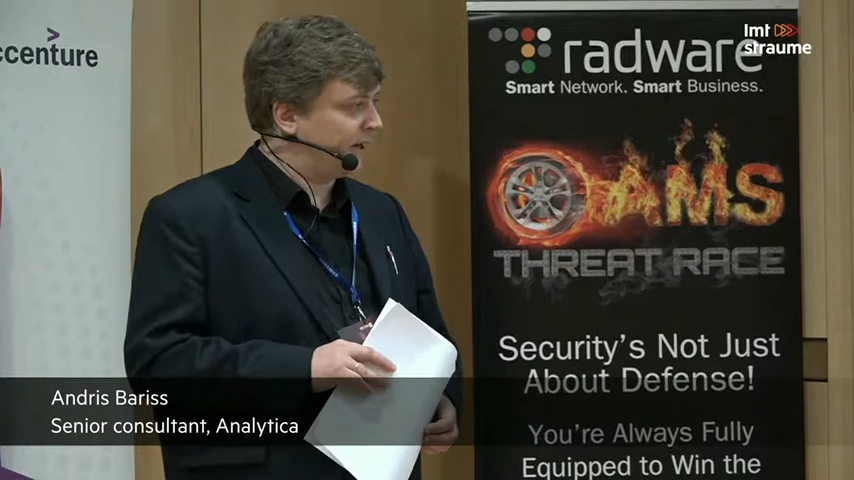 accenture
lmt
straume
radware
Smart Network. Smart Business.
AMS
THREAT RACE
Security's Not Just
About Defense!
You're Always Fully
Equipped to Win the
Andris Bariss
Senior consultant, Analytica